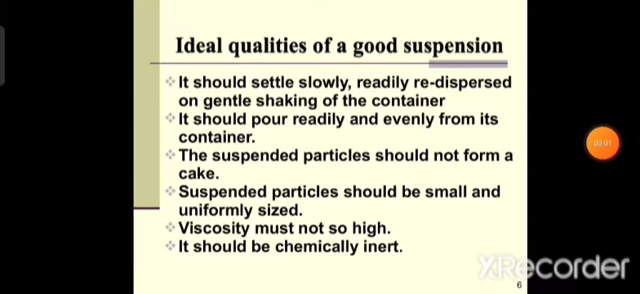 Ideal qualities of a good suspension
It should settle slowly, readily re-dispersed
on gentle shaking of the container
It should pour readily and evenly from its
container.
The suspended particles should not form a
cake.
Suspended particles should be small and
uniformly sized.
Viscosity must not so high.
It should be chemically inert.
00:01
XRecorder
6